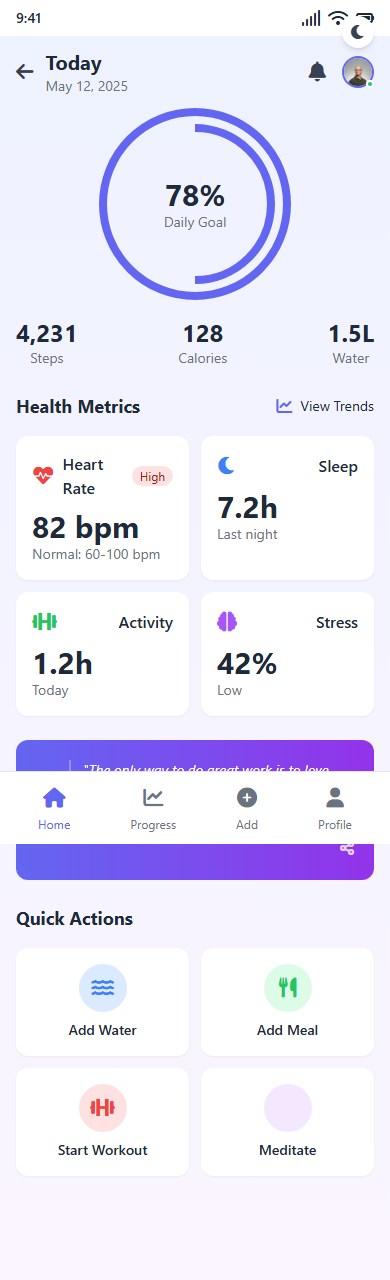 9:41
Today
May 12, 2025
78%
Daily Goal
4,231
Steps
128
Calories
1.5L
Water
Health Metrics
View Trends
Heart
Rate
High
82 bpm
Normal: 60-100 bpm
Sleep
7.2h
Last night
Activity
1.2h
Today
Stress
42%
Low
"The only way to do great work is to love
Home
Progress
Add
Profile
Quick Actions
Add Water
Add Meal
Start Workout
Meditate